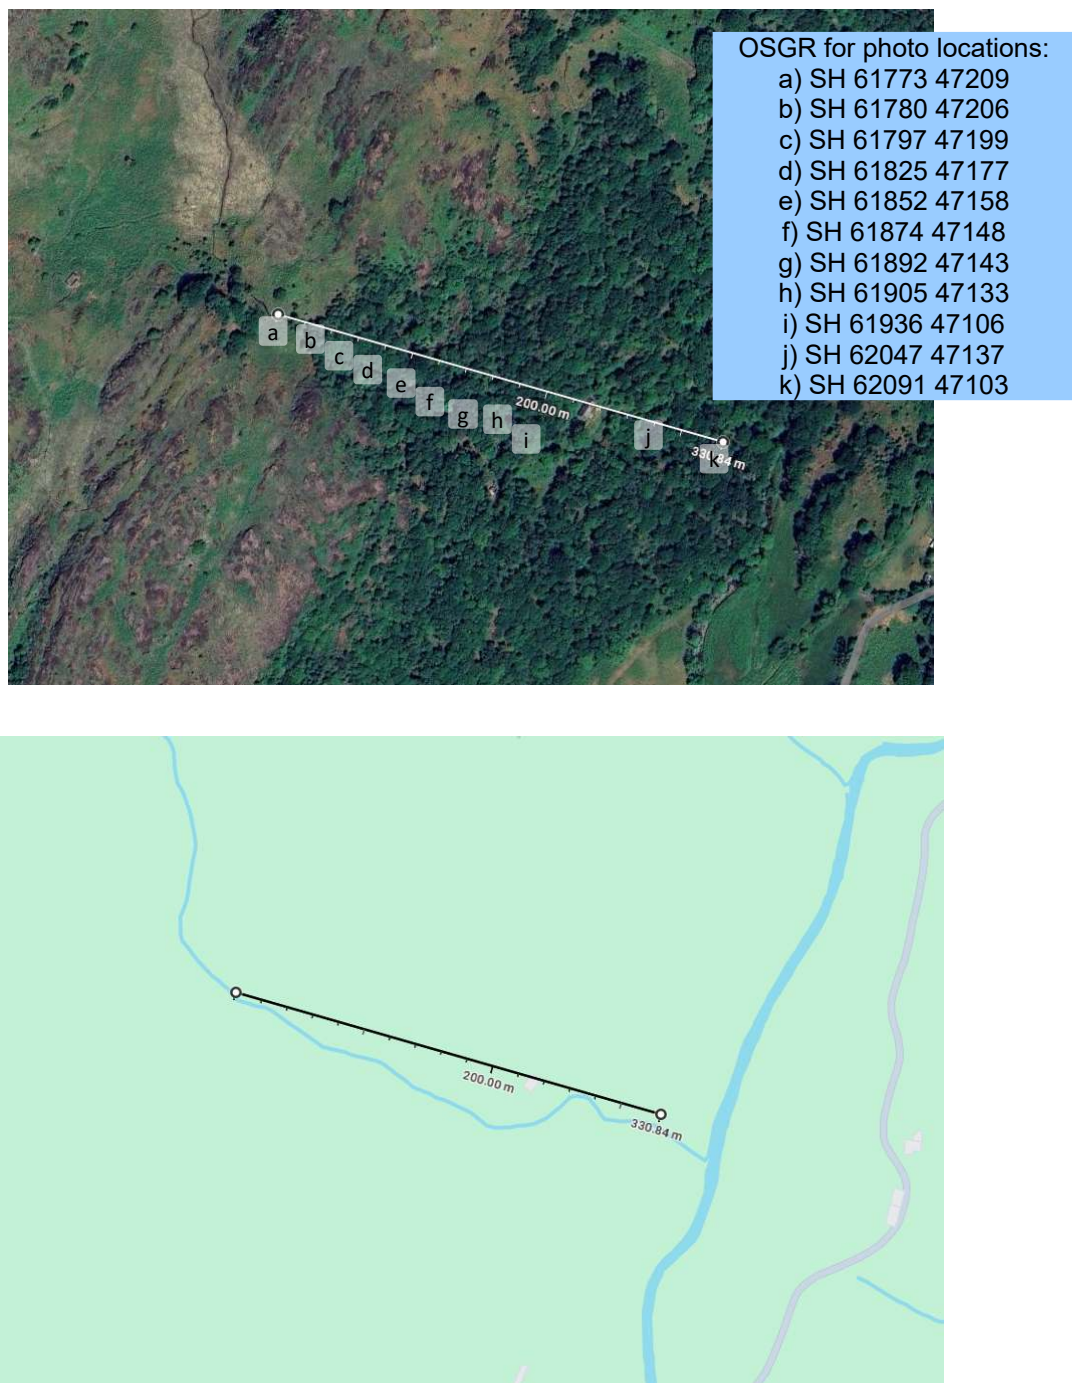 OSGR for photo locations:
a) SH 61773 47209
b) SH 61780 47206
c) SH 61797 47199
d) SH 61825 47177
e) SH 61852 47158
f) SH 61874 47148
g) SH 61892 47143
h) SH 61905 47133
i) SH 61936 47106
j) SH 62047 47137
k) SH 62091 47103
a
b
c
d
e
f
g
h
i
j
k
200.00 m
330.84 m
200.00 m
330.84 m